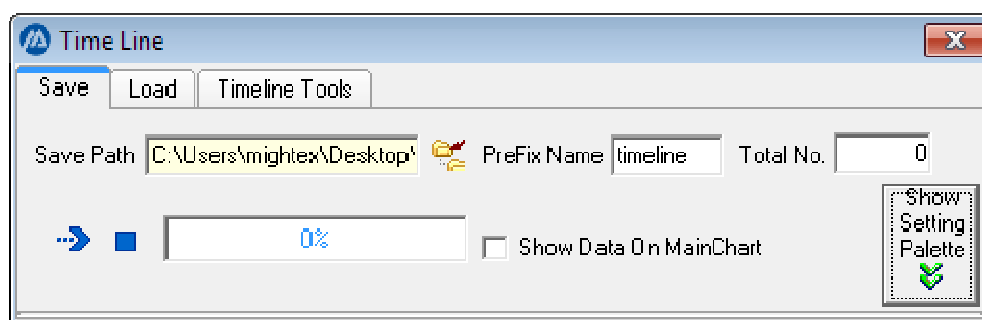 Time Line
Save Load Timeline Tools
Save Path C:\Users\mightex\Desktop\ PreFix Name timeline Total No. 0
0% Show Data On MainChart
Show
Setting
Palette